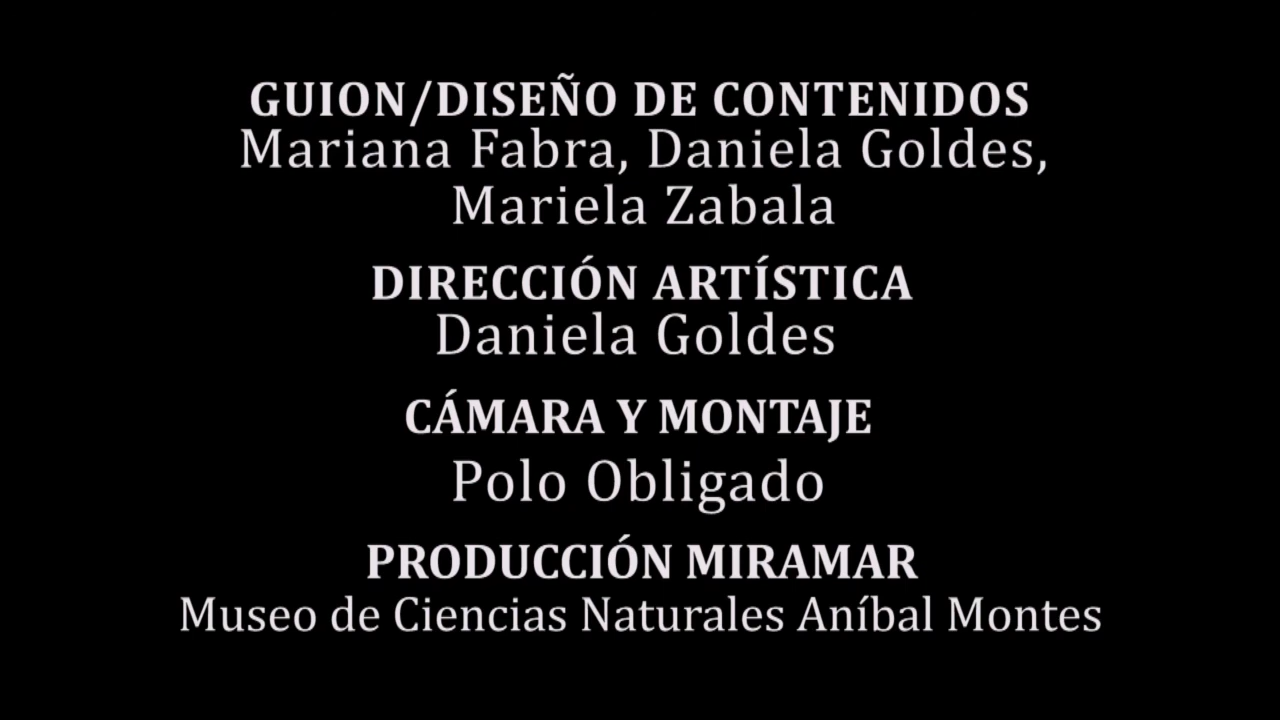 GUION/DISEÑO DE CONTENIDOS
Mariana Fabra, Daniela Goldes,
Mariela Zabala
DIRECCIÓN ARTÍSTICA
Daniela Goldes
CÁMARA Y MONTAJE
Polo Obligado
PRODUCCIÓN MIRAMAR
Museo de Ciencias Naturales Aníbal Montes